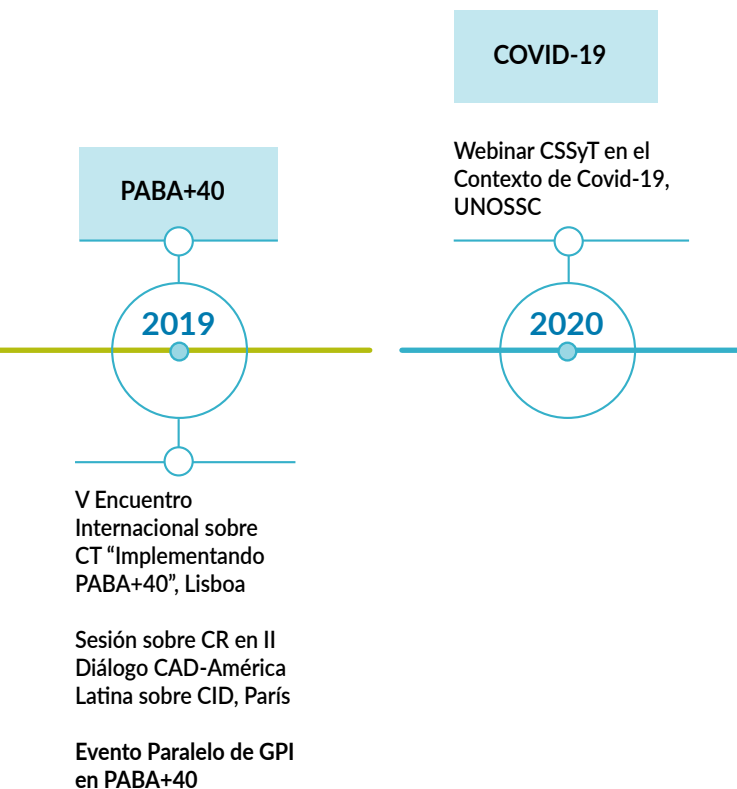 PABA+40
2019
V Encuentro
Internacional sobre
CT “Implementando
PABA+40”, Lisboa
Sesión sobre CR en II
Diálogo CAD-América
Latina sobre CID, París
Evento Paralelo de GPI
en PABA+40
COVID-19
Webinar CSSyT en el
Contexto de Covid-19,
UNOSSC
2020